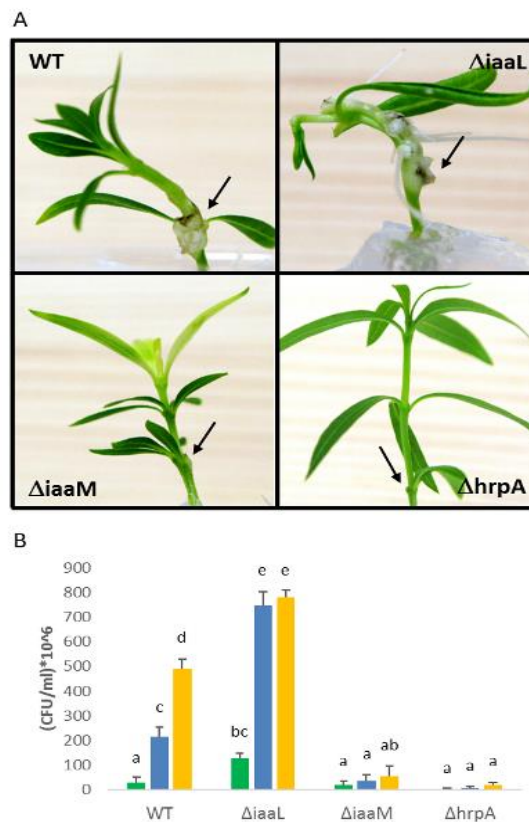 A
WT
ΔiaaL
ΔiaaM
ΔhrpA
B
(CFU/ml)*10^6
900
800
700
600
500
400
300
200
100
0
a c d
bc e e
a a ab
a a a
WT ΔiaaL ΔiaaM ΔhrpA